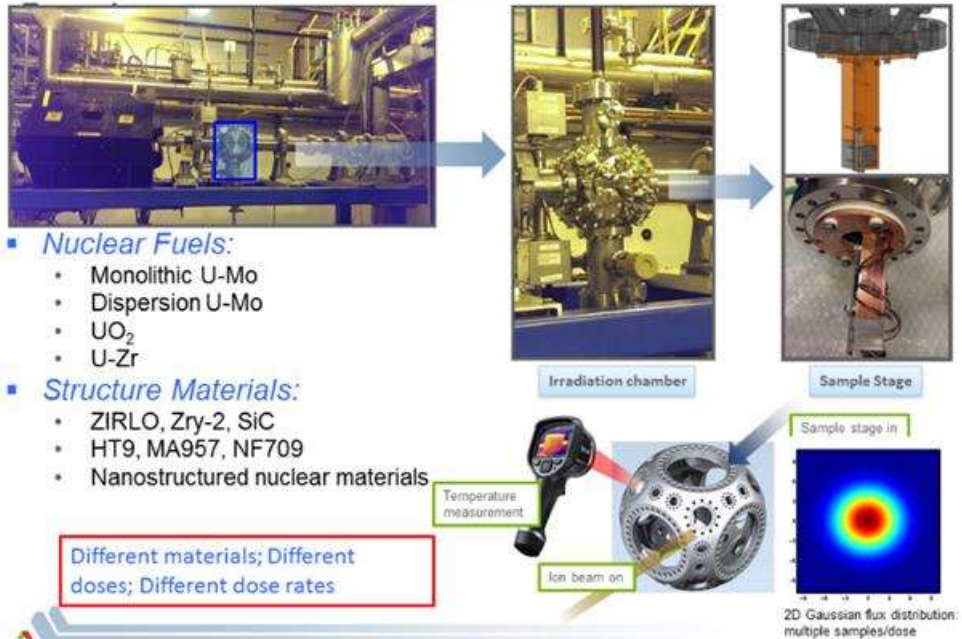 Nuclear Fuels:
Monolithic U-Mo
Dispersion U-Mo
UO₂
U-Zr
Structure Materials:
ZIRLO, Zry-2, SiC
HT9, MA957, NF709
Nanostructured nuclear materials
Different materials; Different
doses; Different dose rates
Irradiation chamber
Sample Stage
Sample stage in
Temperature
measurement
Ion beam on
2D Gaussian flux distribution:
multiple samples/dose